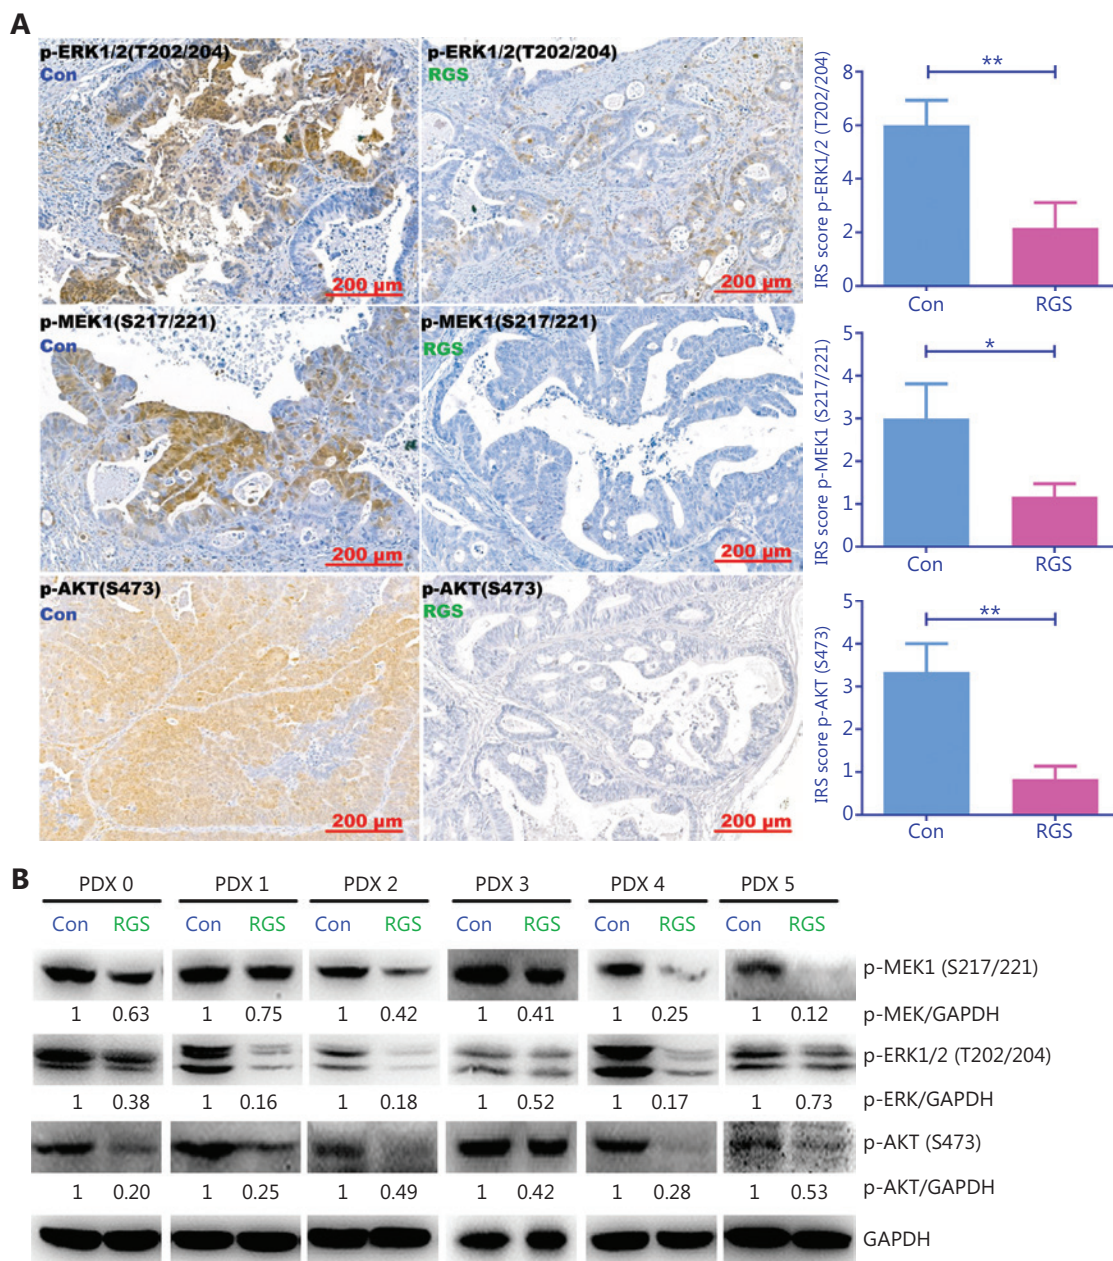 A
p-ERK1/2(T202/204)
Con
200 µm
p-ERK1/2(T202/204)
RGS
200 µm
IRS score p-ERK1/2 (T202/204)
8
6
4
2
0
**
Con RGS
p-MEK1(S217/221)
Con
200 µm
p-MEK1(S217/221)
RGS
200 µm
IRS score p-MEK1 (S217/221)
5
4
3
2
1
0
*
Con RGS
p-AKT(S473)
Con
200 µm
p-AKT(S473)
RGS
200 µm
IRS score p-AKT (S473)
5
4
3
2
1
0
**
Con RGS
B
PDX 0 PDX 1 PDX 2 PDX 3 PDX 4 PDX 5
Con RGS Con RGS Con RGS Con RGS Con RGS Con RGS
p-MEK1 (S217/221)
1 0.63 1 0.75 1 0.42 1 0.41 1 0.25 1 0.12 p-MEK/GAPDH
p-ERK1/2 (T202/204)
1 0.38 1 0.16 1 0.18 1 0.52 1 0.17 1 0.73 p-ERK/GAPDH
p-AKT (S473)
1 0.20 1 0.25 1 0.49 1 0.42 1 0.28 1 0.53 p-AKT/GAPDH
GAPDH